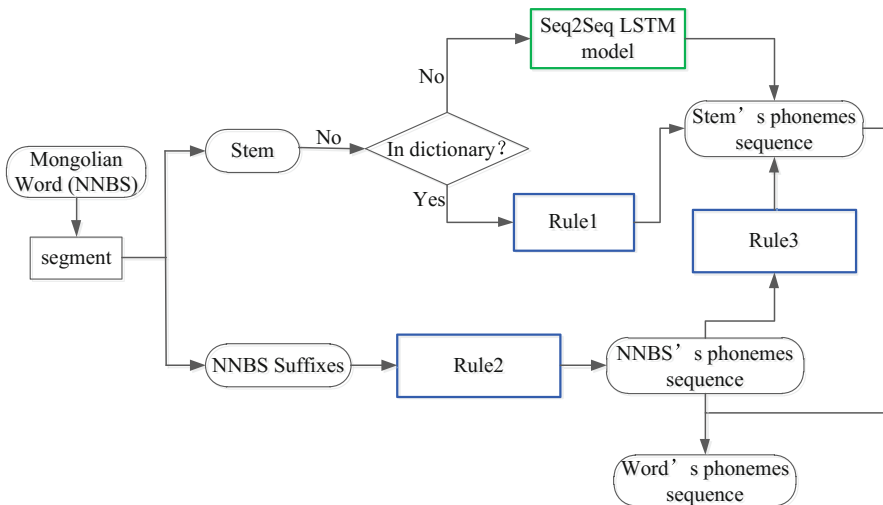 Seq2Seq LSTM
model
No
Stem’s phonemes
sequence
Stem
No
In dictionary?
Mongolian
Word (NNBS)
Yes
Rule1
Rule3
segment
NNBS Suffixes
Rule2
NNBS’s phonemes
sequence
Word’s phonemes
sequence